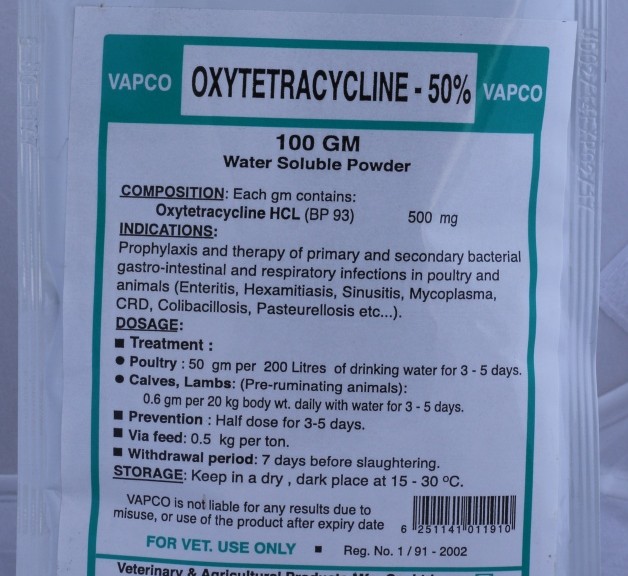 VAPCO OXYTETRACYCLINE - 50% VAPCO
100 GM
Water Soluble Powder
COMPOSITION: Each gm contains:
Oxytetracycline HCL (BP 93) 500 mg
INDICATIONS:
Prophylaxis and therapy of primary and secondary bacterial
gastro-intestinal and respiratory infections in poultry and
animals (Enteritis, Hexamitiasis, Sinusitis, Mycoplasma,
CRD, Colibacillosis, Pasteurellosis etc...).
DOSAGE:
■ Treatment :
● Poultry : 50 gm per 200 Litres of drinking water for 3 - 5 days.
● Calves, Lambs: (Pre-ruminating animals):
0.6 gm per 20 kg body wt. daily with water for 3 - 5 days.
■ Prevention : Half dose for 3-5 days.
■ Via feed: 0.5 kg per ton.
■ Withdrawal period: 7 days before slaughtering.
STORAGE: Keep in a dry , dark place at 15 - 30 ºC.
VAPCO is not liable for any results due to
misuse, or use of the product after expiry date
6 251141 011910
FOR VET. USE ONLY ■ Reg. No. 1 / 91 - 2002
Veterinary & Agricultural Products